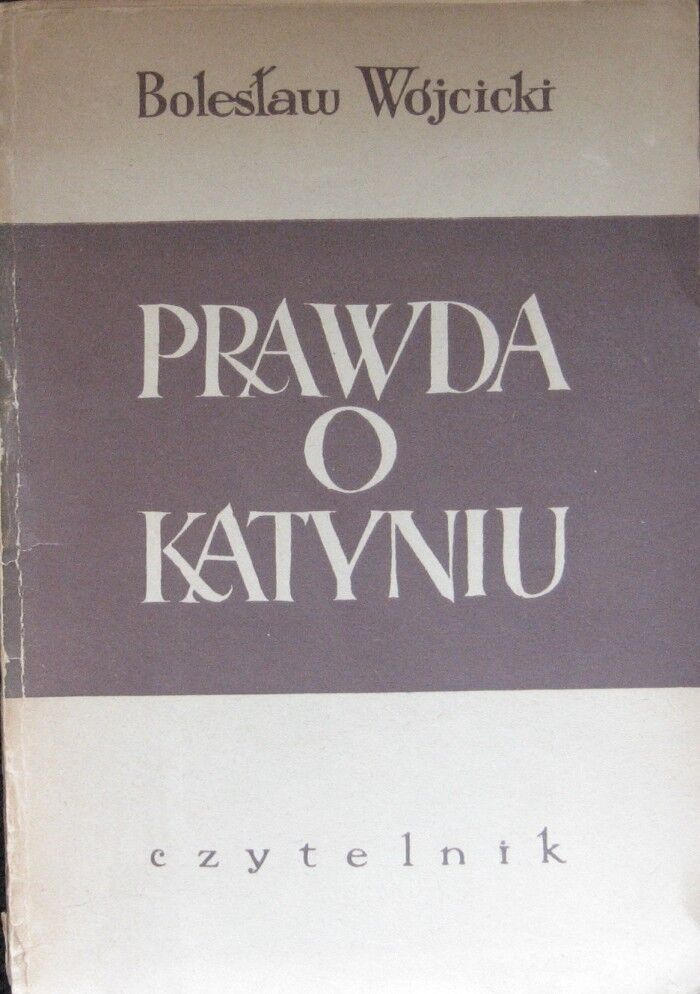 Bolesław Wójcicki
PRAWDA
O
KATYNIU
czytelnik